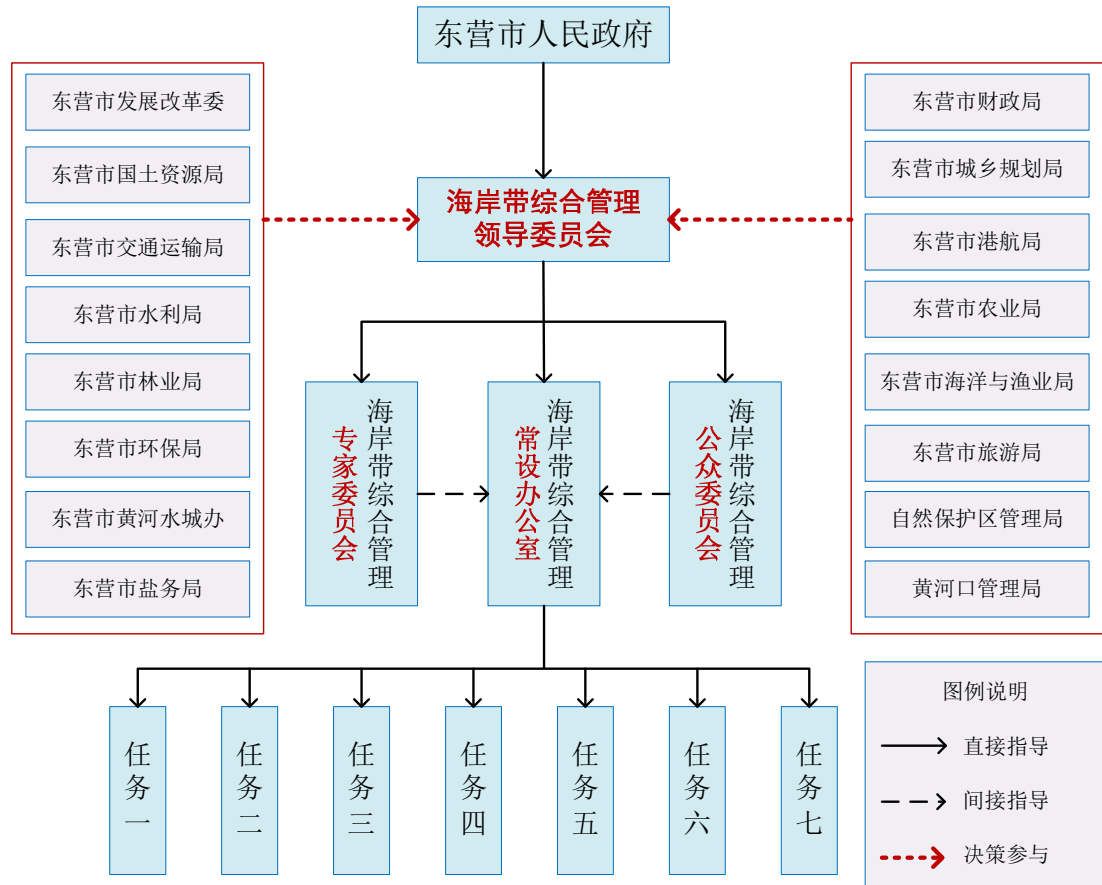 东营市人民政府
东营市发展改革委
东营市国土资源局
东营市交通运输局
东营市水利局
东营市林业局
东营市环保局
东营市黄河水城办
东营市盐务局
海岸带综合管理
领导委员会
东营市财政局
东营市城乡规划局
东营市港航局
东营市农业局
东营市海洋与渔业局
东营市旅游局
自然保护区管理局
黄河口管理局
海岸带综合管理
专家委员会
海岸带综合管理
常设办公室
海岸带综合管理
公众委员会
任务一
任务二
任务三
任务四
任务五
任务六
任务七
图例说明
直接指导
间接指导
决策参与